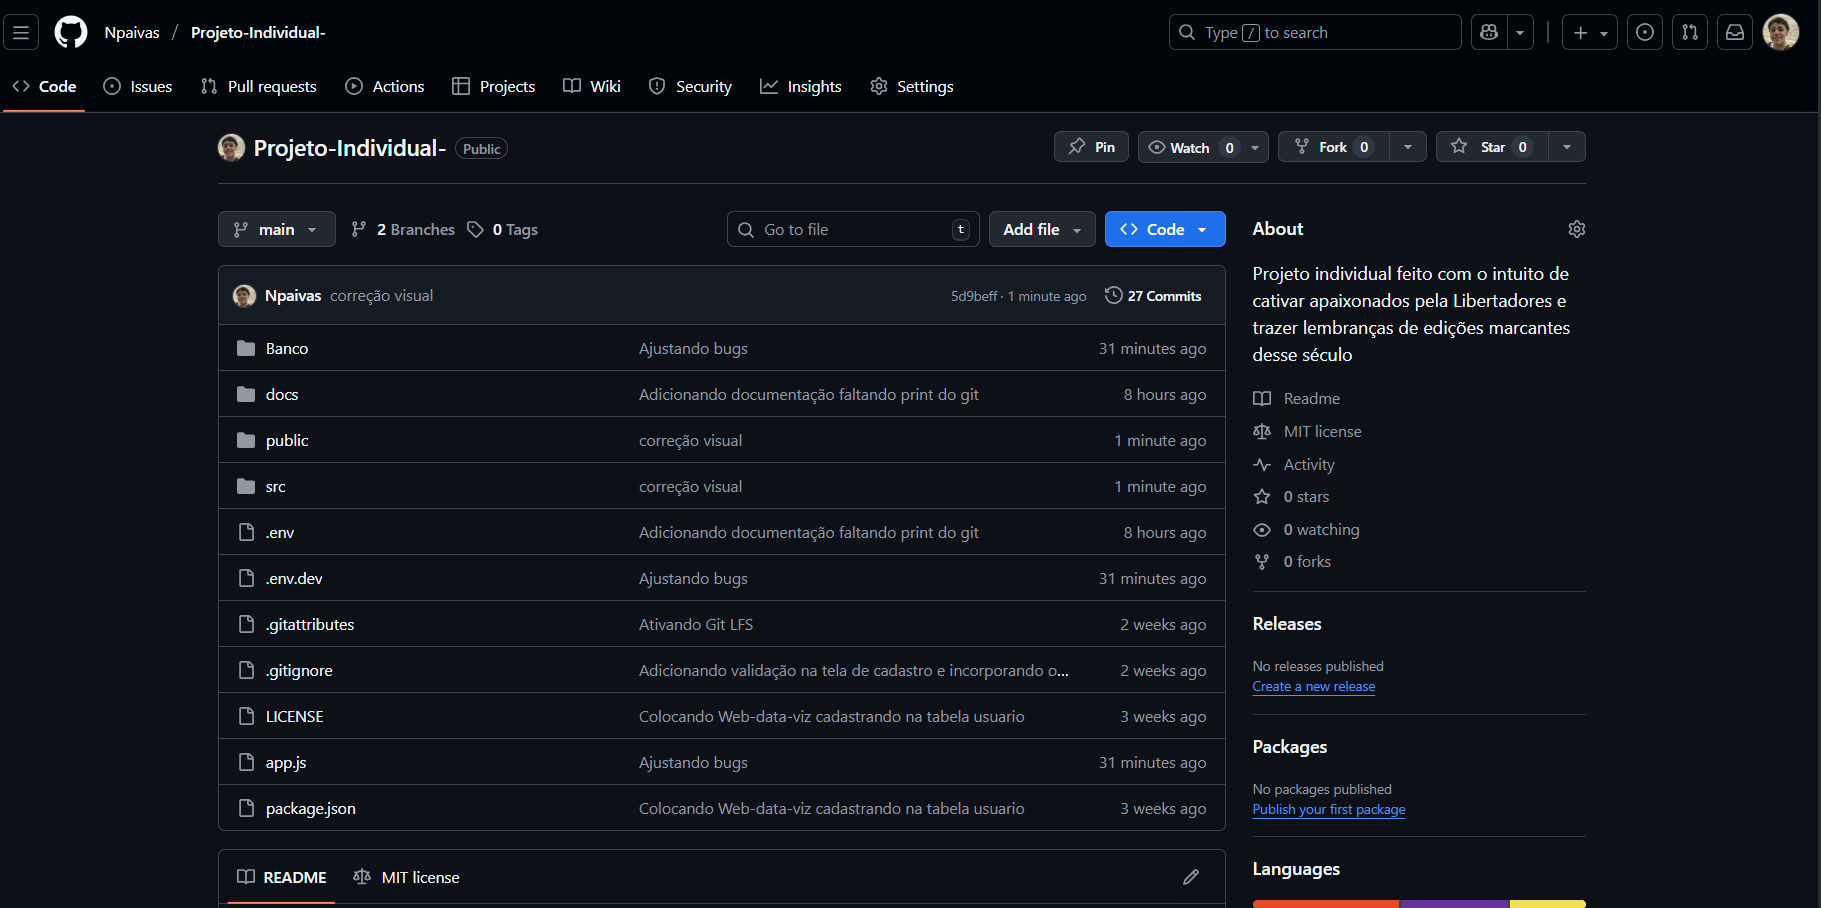 Npaivas / Projeto-Individual-
Type / to search
Code Issues Pull requests Actions Projects Wiki Security Insights Settings
Projeto-Individual- Public
Pin Watch 0 Fork 0 Star 0
main 2 Branches 0 Tags Go to file t Add file Code
Npaivas correção visual 5d9beff · 1 minute ago 27 Commits
Banco Ajustando bugs 31 minutes ago
docs Adicionando documentação faltando print do git 8 hours ago
public correção visual 1 minute ago
src correção visual 1 minute ago
.env Adicionando documentação faltando print do git 8 hours ago
.env.dev Ajustando bugs 31 minutes ago
.gitattributes Ativando Git LFS 2 weeks ago
.gitignore Adicionando validação na tela de cadastro e incorporando o... 2 weeks ago
LICENSE Colocando Web-data-viz cadastrando na tabela usuario 3 weeks ago
app.js Ajustando bugs 31 minutes ago
package.json Colocando Web-data-viz cadastrando na tabela usuario 3 weeks ago
README MIT license
About
Projeto individual feito com o intuito de
cativar apaixonados pela Libertadores e
trazer lembranças de edições marcantes
desse século
Readme
MIT license
Activity
0 stars
0 watching
0 forks
Releases
No releases published
Create a new release
Packages
No packages published
Publish your first package
Languages